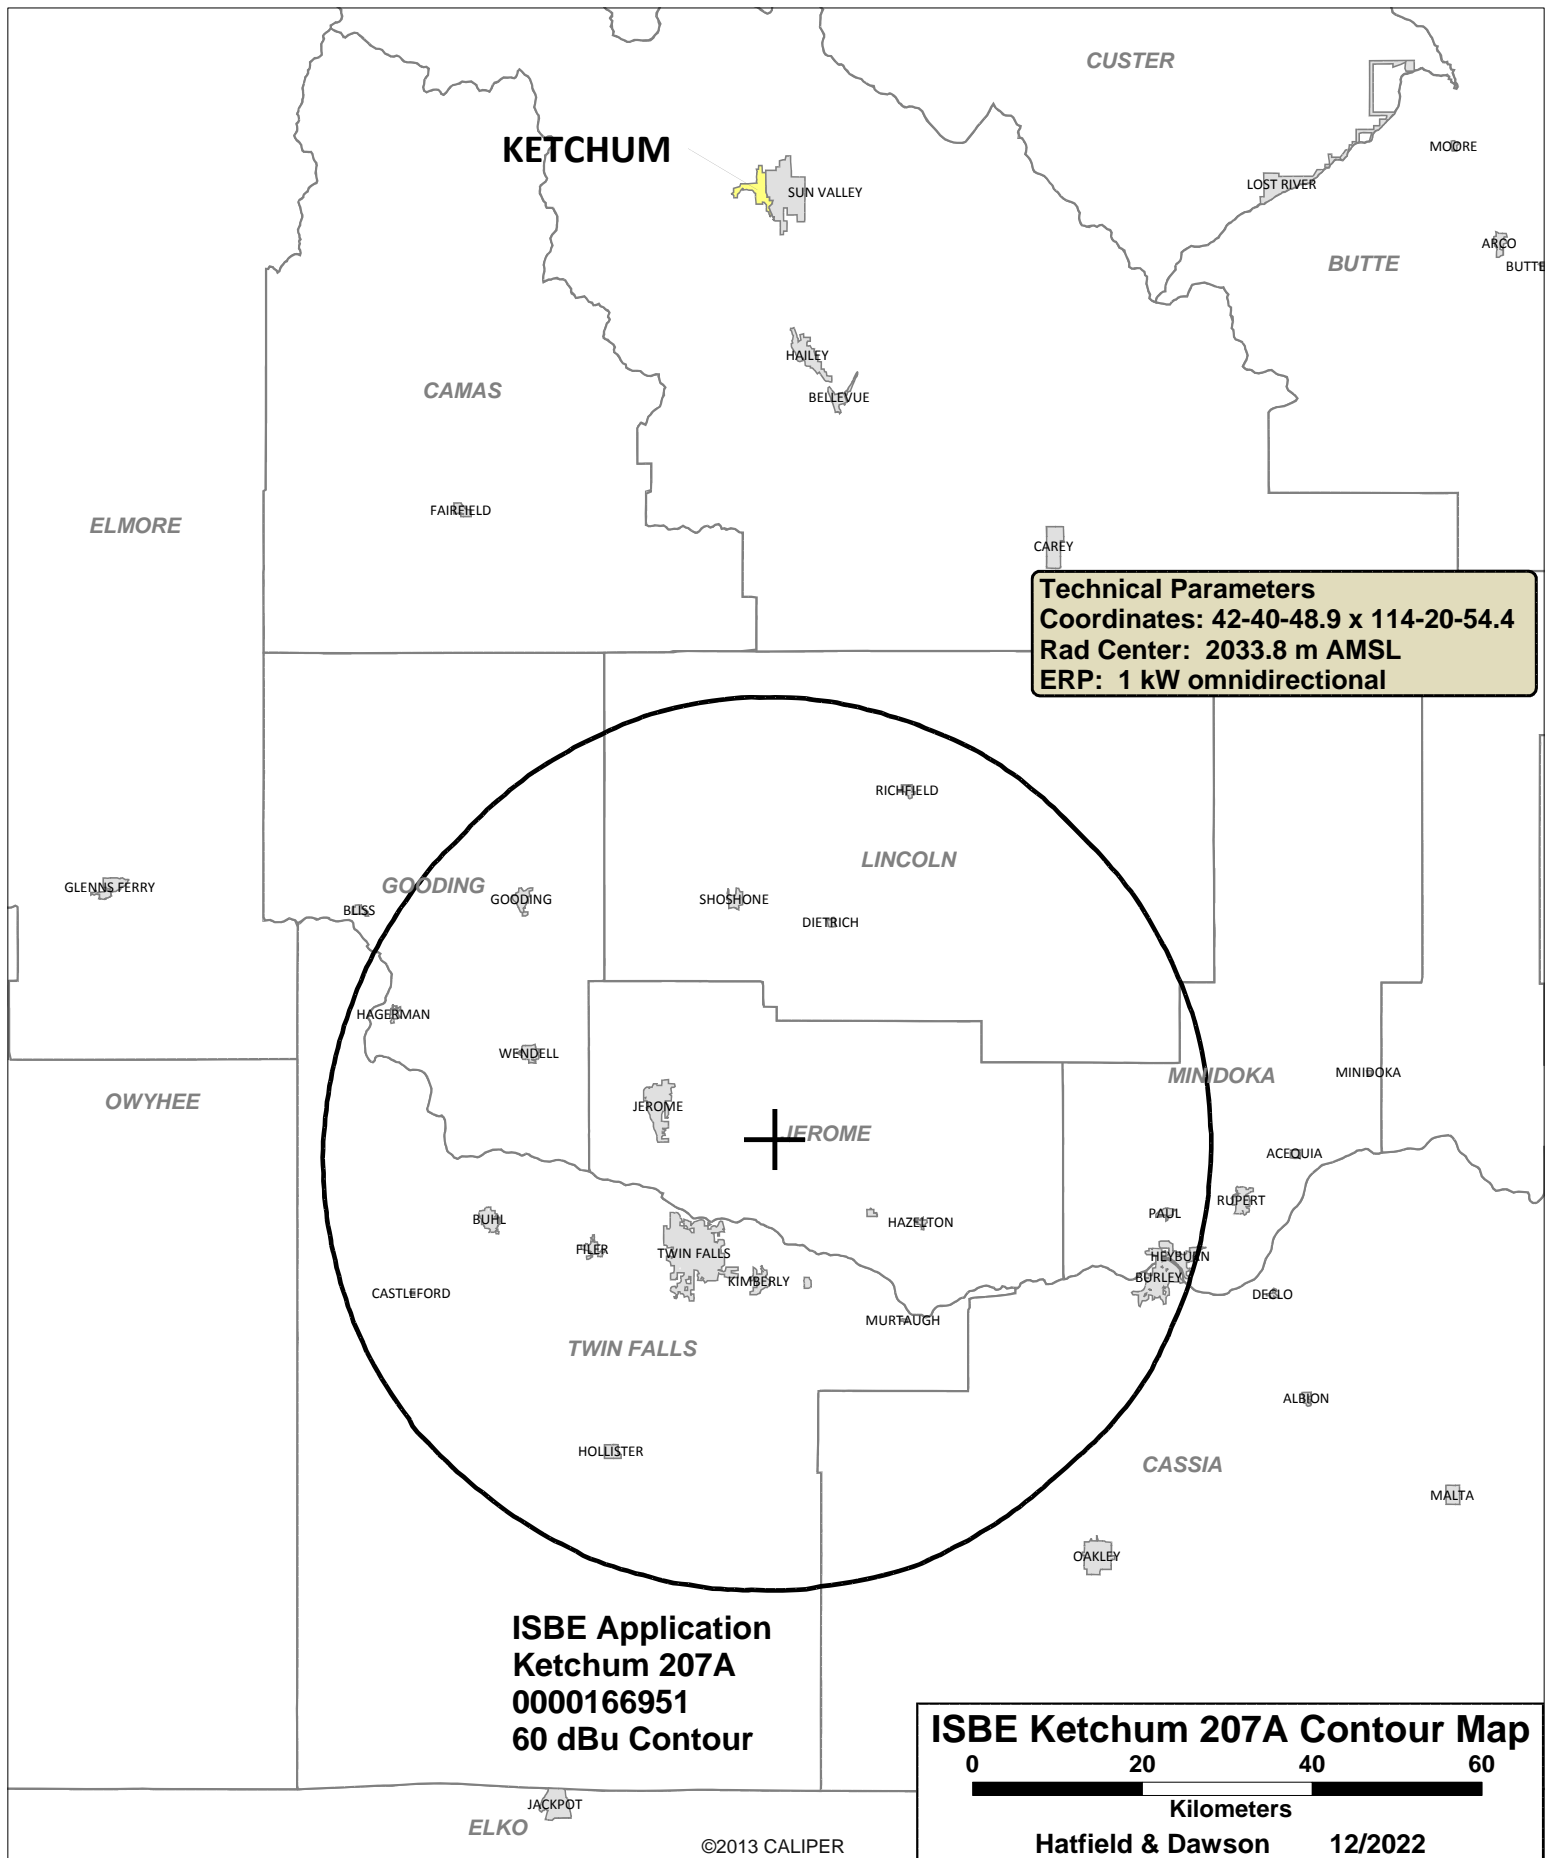 CUSTER
KETCHUM
MOORE
LOST RIVER
SUN VALLEY
ARCO
BUTTE
BUTTE
HAILEY
CAMAS
BELLEVUE
FAIRFIELD
ELMORE
CAREY
Technical Parameters
Coordinates: 42-40-48.9 x 114-20-54.4
Rad Center: 2033.8 m AMSL
ERP: 1 kW omnidirectional
RICHFIELD
LINCOLN
GLENNS FERRY
GOODING
GOODING
SHOSHONE
BLISS
DIETRICH
HAGERMAN
WENDELL
MINIDOKA
MINIDOKA
OWYHEE
JEROME
JEROME
ACEQUIA
RUPERT
PAUL
BUHL
HAZELTON
FILER
TWIN FALLS
HEYBURN
KIMBERLY
BURLEY
CASTLEFORD
DECLO
MURTAUGH
TWIN FALLS
ALBION
HOLLISTER
CASSIA
MALTA
OAKLEY
ISBE Application
Ketchum 207A
0000166951
60 dBu Contour
ISBE Ketchum 207A Contour Map
0 20 40 60
Kilometers
Hatfield & Dawson 12/2022
JACKPOT
ELKO
©2013 CALIPER